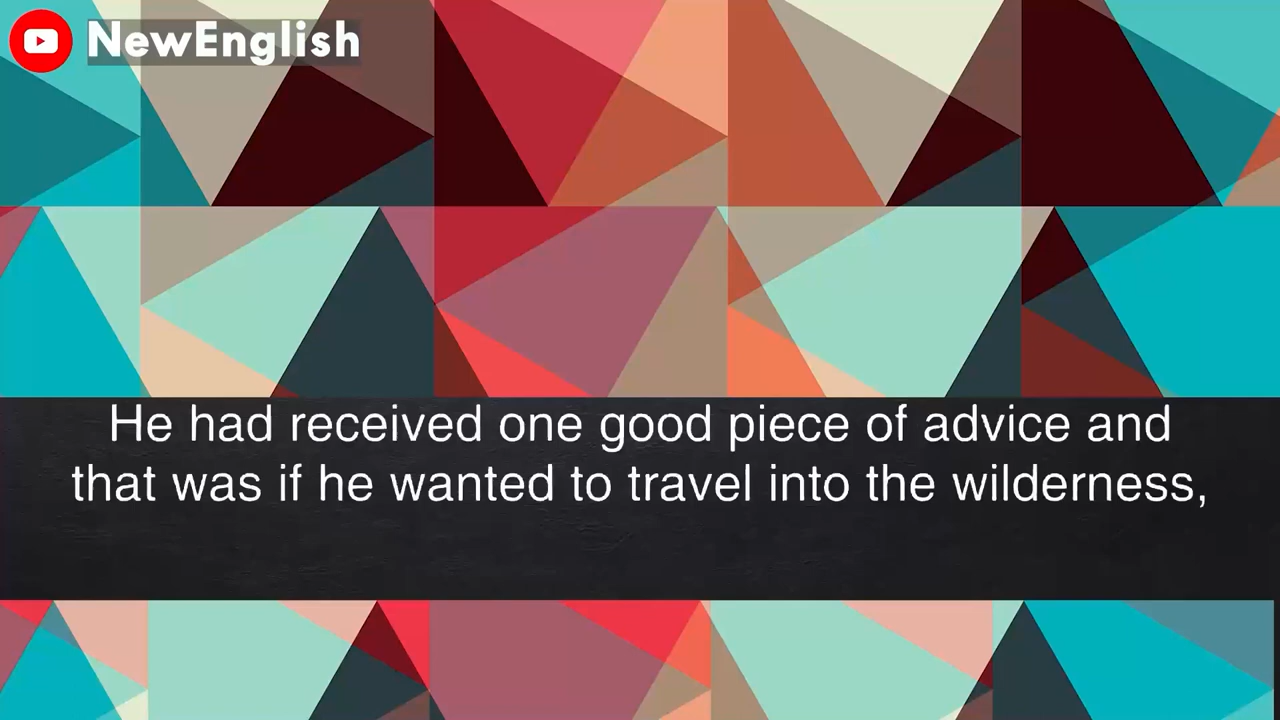 NewEnglish
He had received one good piece of advice and
that was if he wanted to travel into the wilderness,